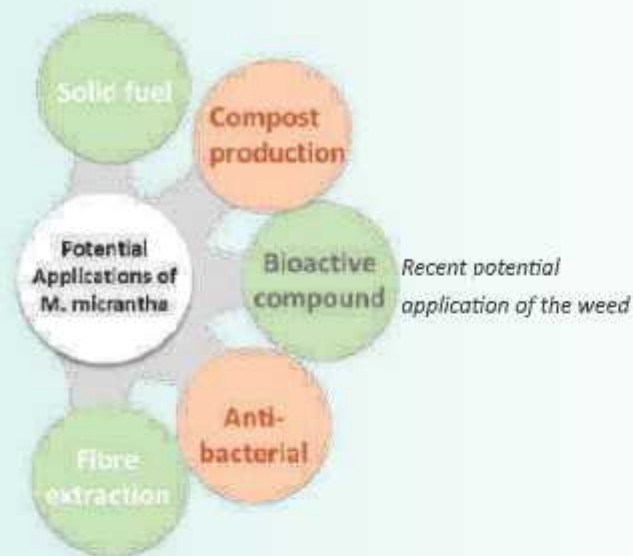 Solid fuel
Compost
production
Potential
Applications of
M. micrantha
Bioactive
compound
Recent potential
application of the weed
Anti-
bacterial
Fibre
extraction